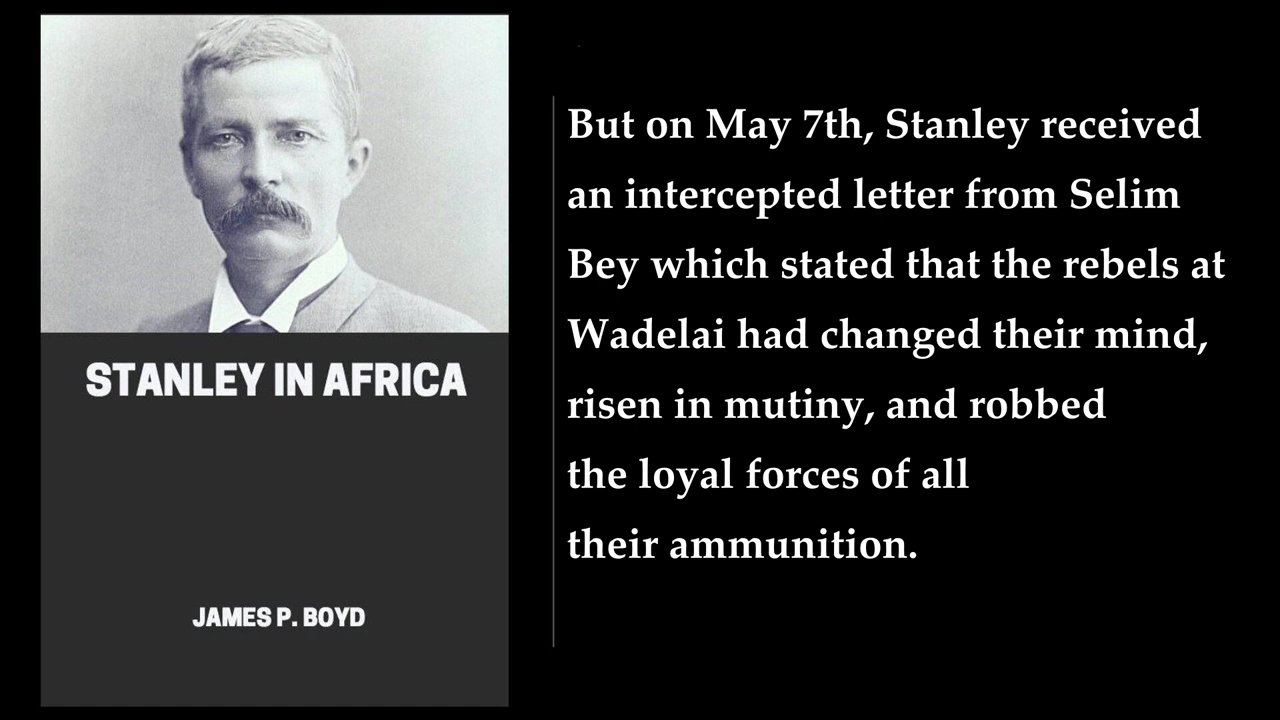 STANLEY IN AFRICA
JAMES P. BOYD
But on May 7th, Stanley received
an intercepted letter from Selim
Bey which stated that the rebels at
Wadelai had changed their mind,
risen in mutiny, and robbed
the loyal forces of all
their ammunition.